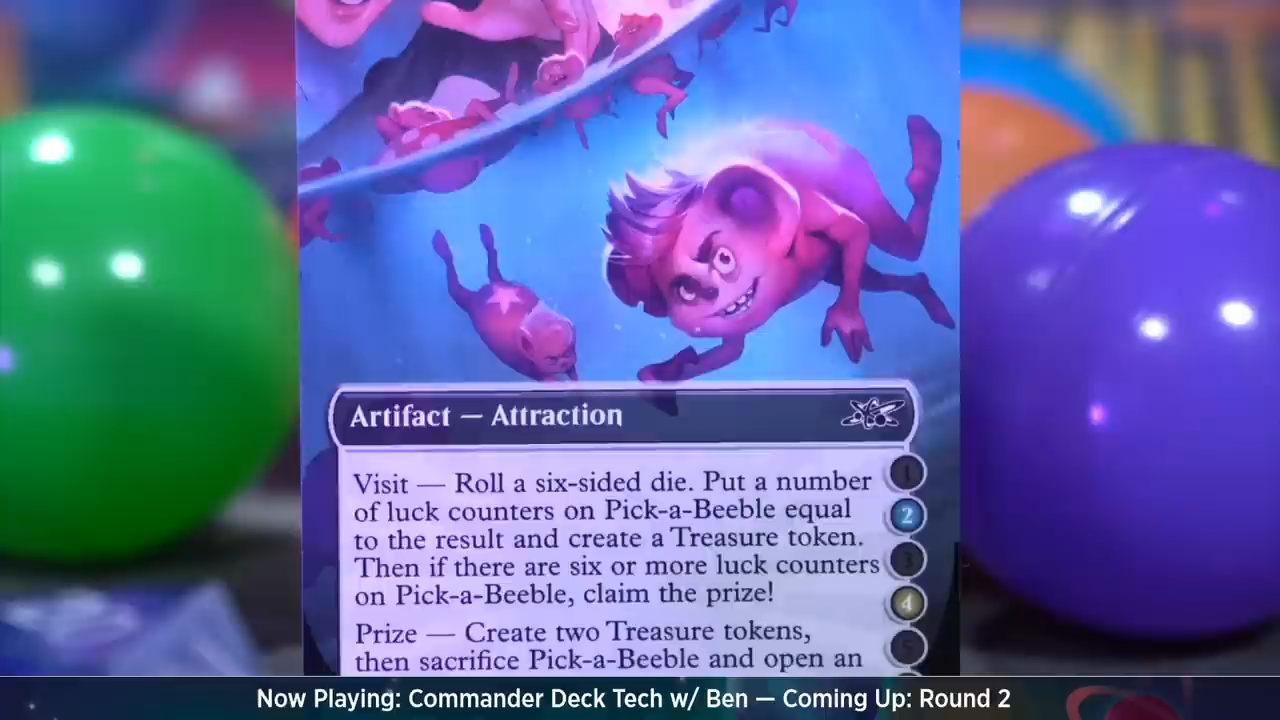 Artifact — Attraction
Visit — Roll a six-sided die. Put a number
of luck counters on Pick-a-Beeble equal
to the result and create a Treasure token.
Then if there are six or more luck counters
on Pick-a-Beeble, claim the prize!
Prize — Create two Treasure tokens,
then sacrifice Pick-a-Beeble and open an
1
2
3
4
5
Now Playing: Commander Deck Tech w/ Ben — Coming Up: Round 2